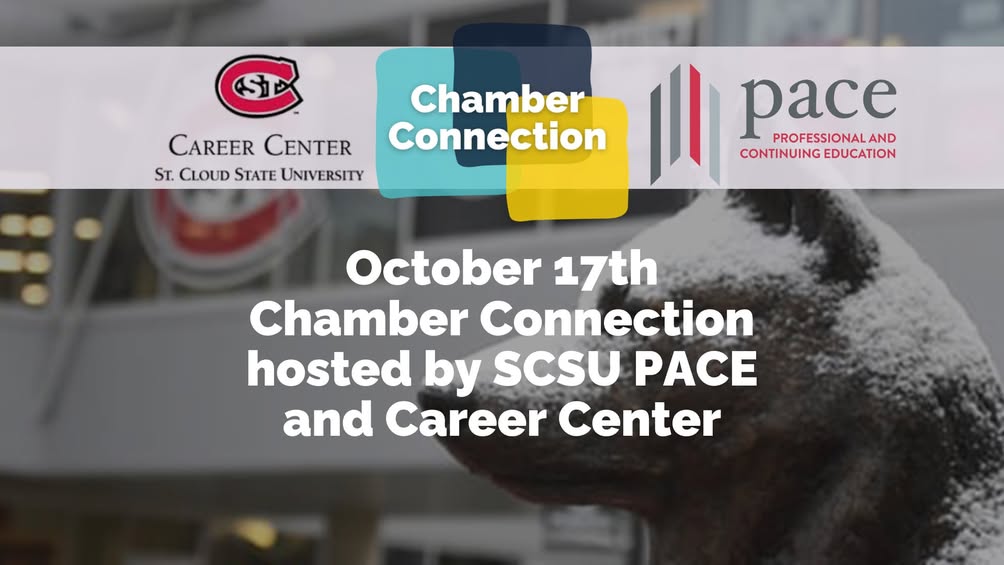 STC
CAREER CENTER
ST. CLOUD STATE UNIVERSITY
Chamber
Connection
pace
PROFESSIONAL AND
CONTINUING EDUCATION
October 17th
Chamber Connection
hosted by SCSU PACE
and Career Center